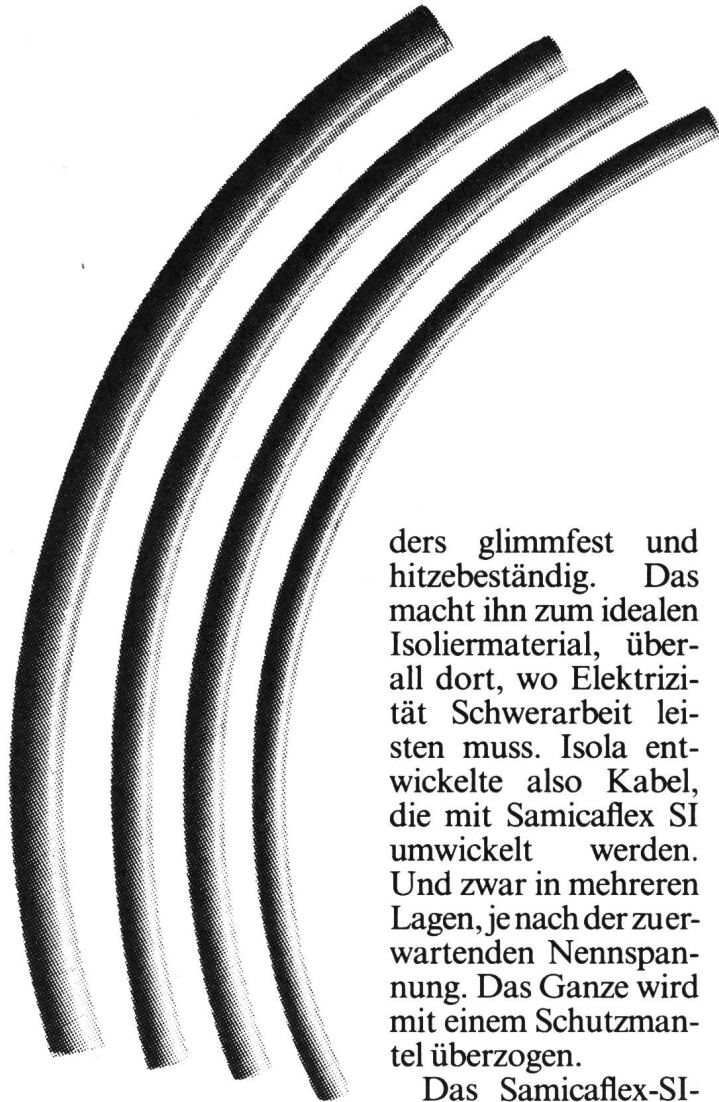 ders glimmfest und
hitzebeständig. Das
macht ihn zum idealen
Isoliermaterial, über-
all dort, wo Elektrizi-
tät Schwerarbeit lei-
sten muss. Isola ent-
wickelte also Kabel,
die mit Samicaflex SI
umwickelt werden.
Und zwar in mehreren
Lagen, je nach der zu er-
wartenden Nennspan-
nung. Das Ganze wird
mit einem Schutzman-
tel überzogen.
Das Samicaflex-SI-